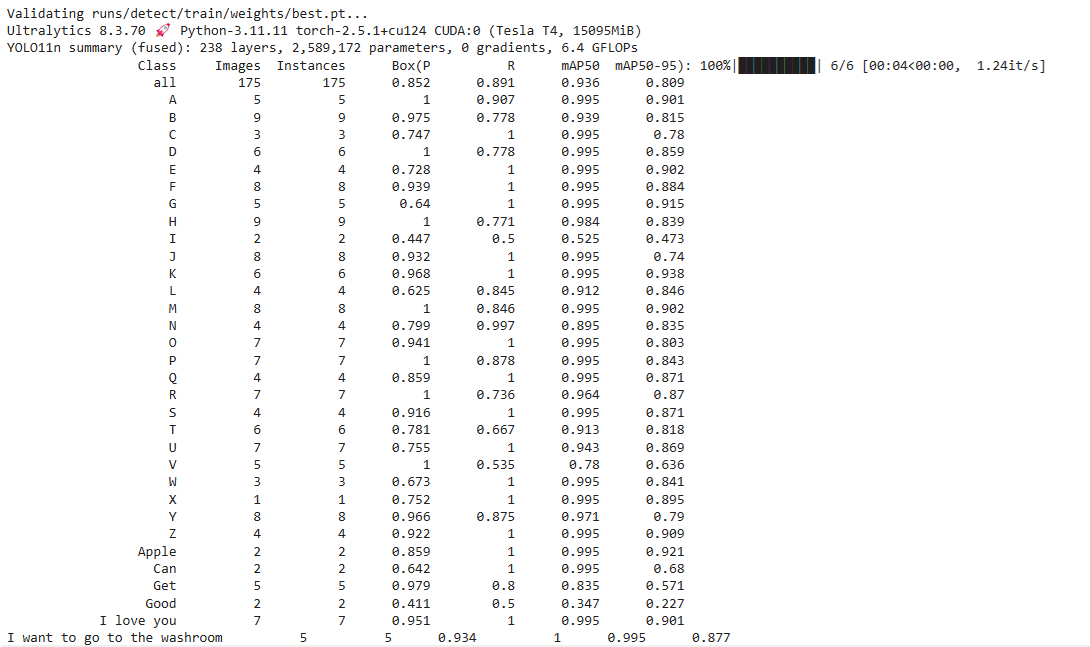 Validating runs/detect/train/weights/best.pt...
Ultralytics 8.3.70 🚀 Python-3.11.11 torch-2.5.1+cu124 CUDA:0 (Tesla T4, 15095MiB)
YOLO11n summary (fused): 238 layers, 2,589,172 parameters, 0 gradients, 6.4 GFLOPs
Class Images Instances Box(P R mAP50 mAP50-95): 100%|██████████| 6/6 [00:04<00:00, 1.24it/s]
all 175 175 0.852 0.891 0.936 0.809
A 5 5 1 0.907 0.995 0.901
B 9 9 0.975 0.778 0.939 0.815
C 3 3 0.747 1 0.995 0.78
D 6 6 1 0.778 0.995 0.859
E 4 4 0.728 1 0.995 0.902
F 8 8 0.939 1 0.995 0.884
G 5 5 0.64 1 0.995 0.915
H 9 9 1 0.771 0.984 0.839
I 2 2 0.447 0.5 0.525 0.473
J 8 8 0.932 1 0.995 0.74
K 6 6 0.968 1 0.995 0.938
L 4 4 0.625 0.845 0.912 0.846
M 8 8 1 0.846 0.995 0.902
N 4 4 0.799 0.997 0.895 0.835
O 7 7 0.941 1 0.995 0.803
P 7 7 1 0.878 0.995 0.843
Q 4 4 0.859 1 0.995 0.871
R 7 7 1 0.736 0.964 0.87
S 4 4 0.916 1 0.995 0.871
T 6 6 0.781 0.667 0.913 0.818
U 7 7 0.755 1 0.943 0.869
V 5 5 1 0.535 0.78 0.636
W 3 3 0.673 1 0.995 0.841
X 1 1 0.752 1 0.995 0.895
Y 8 8 0.966 0.875 0.971 0.79
Z 4 4 0.922 1 0.995 0.909
Apple 2 2 0.859 1 0.995 0.921
Can 2 2 0.642 1 0.995 0.68
Get 5 5 0.979 0.8 0.835 0.571
Good 2 2 0.411 0.5 0.347 0.227
I love you 7 7 0.951 1 0.995 0.901
I want to go to the washroom 5 5 0.934 1 0.995 0.877